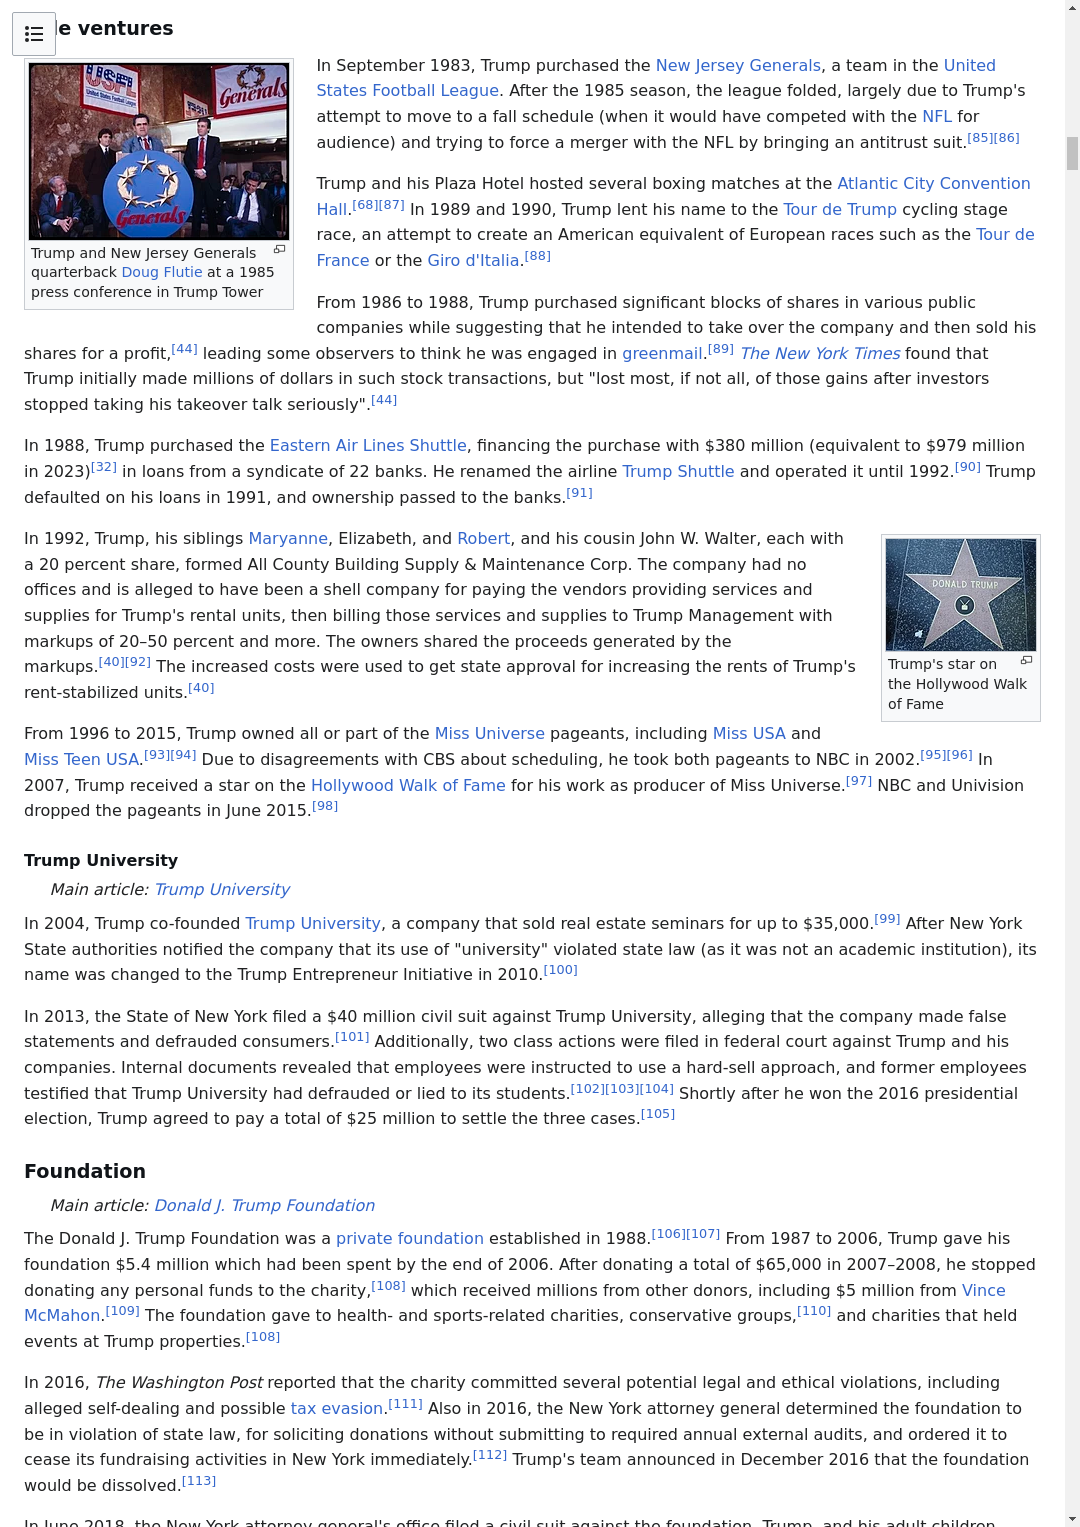 le ventures
USFL
United States Football League
Generals
Generals
Trump and New Jersey Generals
quarterback Doug Flutie at a 1985
press conference in Trump Tower
In September 1983, Trump purchased the New Jersey Generals, a team in the United
States Football League. After the 1985 season, the league folded, largely due to Trump's
attempt to move to a fall schedule (when it would have competed with the NFL for
audience) and trying to force a merger with the NFL by bringing an antitrust suit.[85][86]
Trump and his Plaza Hotel hosted several boxing matches at the Atlantic City Convention
Hall.[68][87] In 1989 and 1990, Trump lent his name to the Tour de Trump cycling stage
race, an attempt to create an American equivalent of European races such as the Tour de
France or the Giro d'Italia.[88]
From 1986 to 1988, Trump purchased significant blocks of shares in various public
companies while suggesting that he intended to take over the company and then sold his
shares for a profit,[44] leading some observers to think he was engaged in greenmail.[89] The New York Times found that
Trump initially made millions of dollars in such stock transactions, but "lost most, if not all, of those gains after investors
stopped taking his takeover talk seriously".[44]
In 1988, Trump purchased the Eastern Air Lines Shuttle, financing the purchase with $380 million (equivalent to $979 million
in 2023)[32] in loans from a syndicate of 22 banks. He renamed the airline Trump Shuttle and operated it until 1992.[90] Trump
defaulted on his loans in 1991, and ownership passed to the banks.[91]
In 1992, Trump, his siblings Maryanne, Elizabeth, and Robert, and his cousin John W. Walter, each with
a 20 percent share, formed All County Building Supply & Maintenance Corp. The company had no
offices and is alleged to have been a shell company for paying the vendors providing services and
supplies for Trump's rental units, then billing those services and supplies to Trump Management with
markups of 20–50 percent and more. The owners shared the proceeds generated by the
markups.[40][92] The increased costs were used to get state approval for increasing the rents of Trump's
rent-stabilized units.[40]
DONALD TRUMP
Trump's star on
the Hollywood Walk
of Fame
From 1996 to 2015, Trump owned all or part of the Miss Universe pageants, including Miss USA and
Miss Teen USA.[93][94] Due to disagreements with CBS about scheduling, he took both pageants to NBC in 2002.[95][96] In
2007, Trump received a star on the Hollywood Walk of Fame for his work as producer of Miss Universe.[97] NBC and Univision
dropped the pageants in June 2015.[98]
Trump University
Main article: Trump University
In 2004, Trump co-founded Trump University, a company that sold real estate seminars for up to $35,000.[99] After New York
State authorities notified the company that its use of "university" violated state law (as it was not an academic institution), its
name was changed to the Trump Entrepreneur Initiative in 2010.[100]
In 2013, the State of New York filed a $40 million civil suit against Trump University, alleging that the company made false
statements and defrauded consumers.[101] Additionally, two class actions were filed in federal court against Trump and his
companies. Internal documents revealed that employees were instructed to use a hard-sell approach, and former employees
testified that Trump University had defrauded or lied to its students.[102][103][104] Shortly after he won the 2016 presidential
election, Trump agreed to pay a total of $25 million to settle the three cases.[105]
Foundation
Main article: Donald J. Trump Foundation
The Donald J. Trump Foundation was a private foundation established in 1988.[106][107] From 1987 to 2006, Trump gave his
foundation $5.4 million which had been spent by the end of 2006. After donating a total of $65,000 in 2007–2008, he stopped
donating any personal funds to the charity,[108] which received millions from other donors, including $5 million from Vince
McMahon.[109] The foundation gave to health- and sports-related charities, conservative groups,[110] and charities that held
events at Trump properties.[108]
In 2016, The Washington Post reported that the charity committed several potential legal and ethical violations, including
alleged self-dealing and possible tax evasion.[111] Also in 2016, the New York attorney general determined the foundation to
be in violation of state law, for soliciting donations without submitting to required annual external audits, and ordered it to
cease its fundraising activities in New York immediately.[112] Trump's team announced in December 2016 that the foundation
would be dissolved.[113]
In June 2018, the New York attorney general's office filed a civil suit against the foundation, Trump, and his adult children,